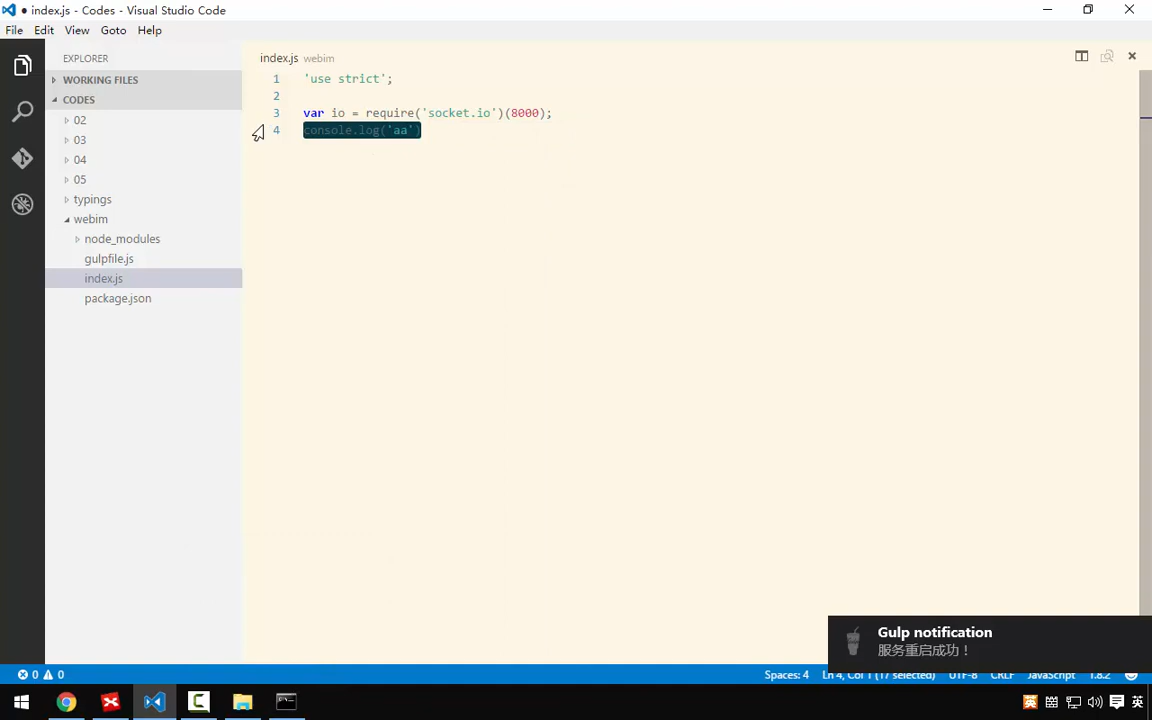 index.js - Codes - Visual Studio Code
File Edit View Goto Help
EXPLORER
WORKING FILES
CODES
02
03
04
05
typings
webim
node_modules
gulpfile.js
index.js
package.json
index.js webim
1 'use strict';
2
3 var io = require('socket.io')(8000);
4 console.log('aa')
Gulp notification
服务重启成功！
0 0
Spaces: 4 Ln 4, Col 1 (17 selected) UTF-8 CRLF JavaScript 1.8.2
英 英